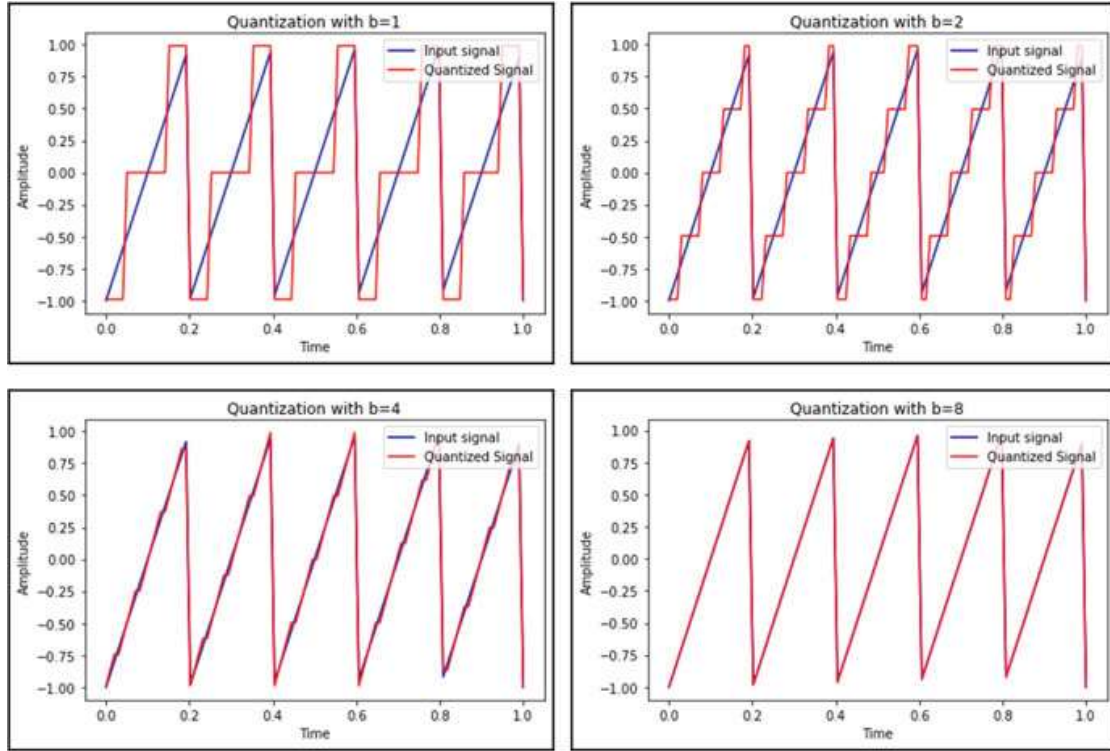 Quantization with b=1
Input signal
Quantized Signal
1.00
0.75
0.50
0.25
0.00
−0.25
−0.50
−0.75
−1.00
Amplitude
0.0 0.2 0.4 0.6 0.8 1.0
Time
Quantization with b=2
Input signal
Quantized Signal
1.00
0.75
0.50
0.25
0.00
−0.25
−0.50
−0.75
−1.00
Amplitude
0.0 0.2 0.4 0.6 0.8 1.0
Time
Quantization with b=4
Input signal
Quantized Signal
1.00
0.75
0.50
0.25
0.00
−0.25
−0.50
−0.75
−1.00
Amplitude
0.0 0.2 0.4 0.6 0.8 1.0
Time
Quantization with b=8
Input signal
Quantized Signal
1.00
0.75
0.50
0.25
0.00
−0.25
−0.50
−0.75
−1.00
Amplitude
0.0 0.2 0.4 0.6 0.8 1.0
Time